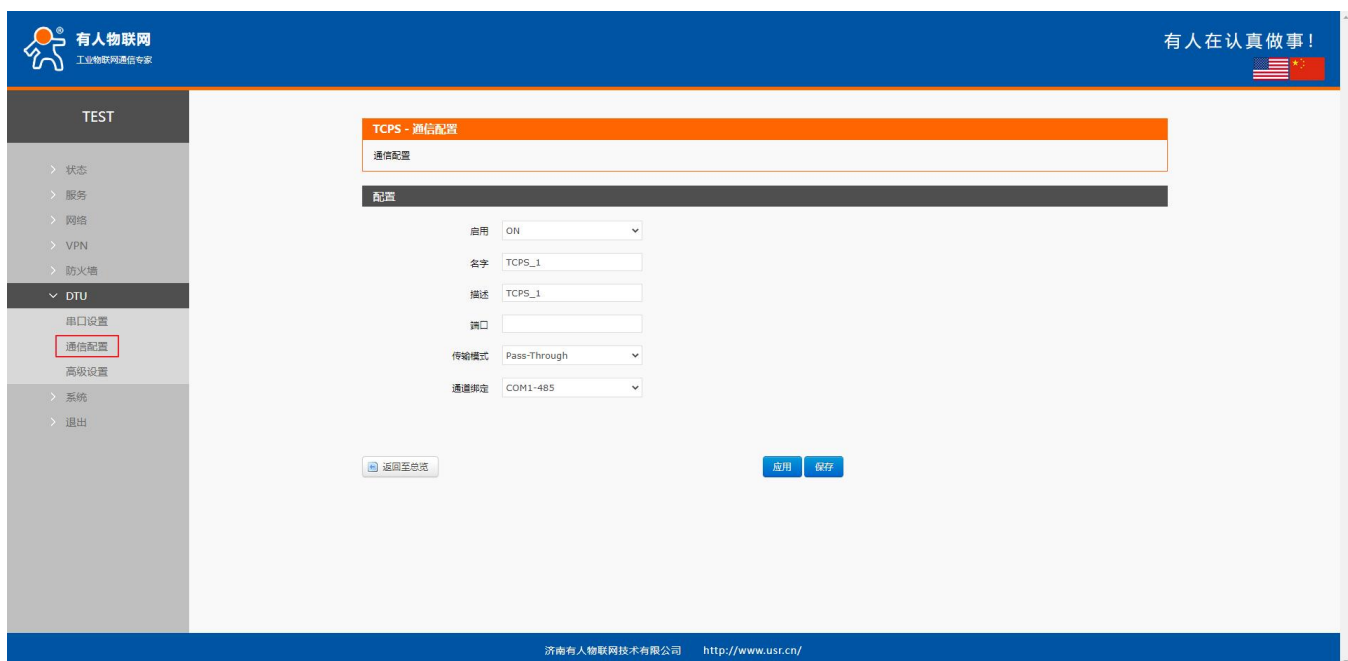 有人物联网
工业物联网通信专家
有人在认真做事!
TEST
状态
服务
网络
VPN
防火墙
DTU
串口设置
通信配置
高级设置
系统
退出
TCPS - 通信配置
通信配置
配置
启用 ON
名字 TCPS_1
描述 TCPS_1
端口
传输模式 Pass-Through
通道绑定 COM1-485
返回至总览
应用 保存
济南有人物联网技术有限公司 http://www.usr.cn/